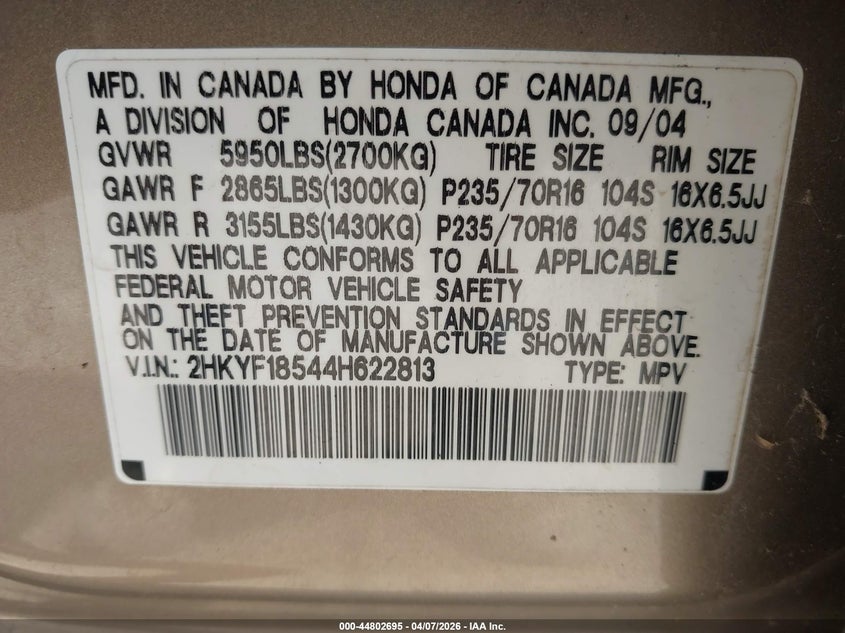 MFD. IN CANADA BY HONDA OF CANADA MFG.,
A DIVISION OF HONDA CANADA INC. 09/04
GVWR 5950LBS(2700KG) TIRE SIZE RIM SIZE
GAWR F 2865LBS(1300KG) P235/70R16 104S 16X6.5JJ
GAWR R 3155LBS(1430KG) P235/70R16 104S 16X6.5JJ
THIS VEHICLE CONFORMS TO ALL APPLICABLE
FEDERAL MOTOR VEHICLE SAFETY
AND THEFT PREVENTION STANDARDS IN EFFECT
ON THE DATE OF MANUFACTURE SHOWN ABOVE.
V.I.N.: 2HKYF18544H622813 TYPE: MPV
000-44802695 - 04/07/2026 - IAA Inc.